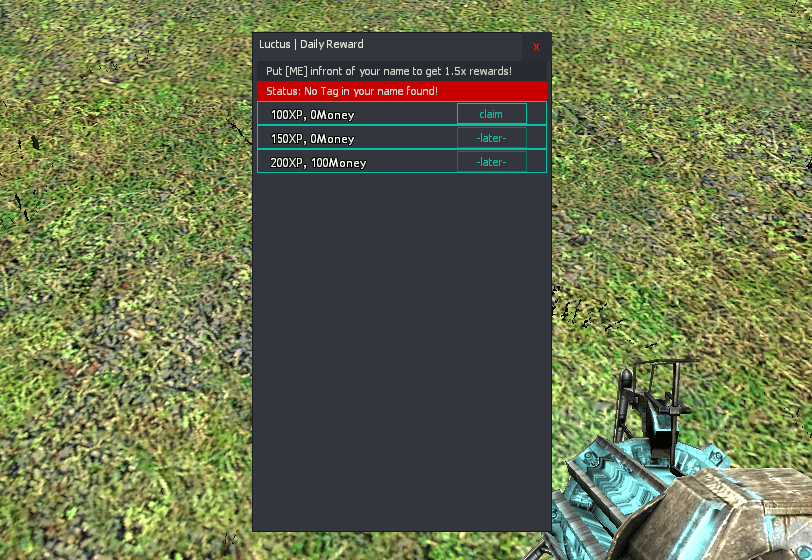 Luctus | Daily Reward
x
Put [ME] infront of your name to get 1.5x rewards!
Status: No Tag in your name found!
100XP, 0Money claim
150XP, 0Money -later-
200XP, 100Money -later-